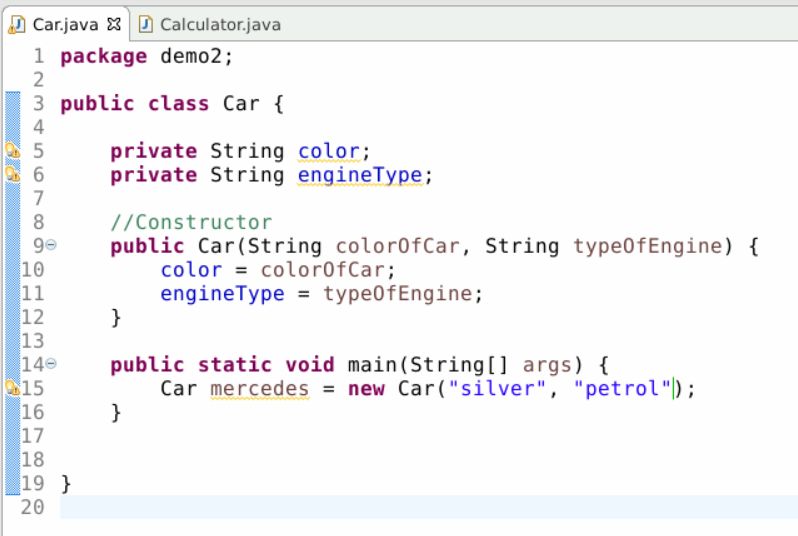 Car.java Calculator.java
1 package demo2;
2
3 public class Car {
4
5     private String color;
6     private String engineType;
7
8     //Constructor
9     public Car(String colorOfCar, String typeOfEngine) {
10         color = colorOfCar;
11         engineType = typeOfEngine;
12     }
13
14     public static void main(String[] args) {
15         Car mercedes = new Car("silver", "petrol");
16     }
17
18
19 }
20